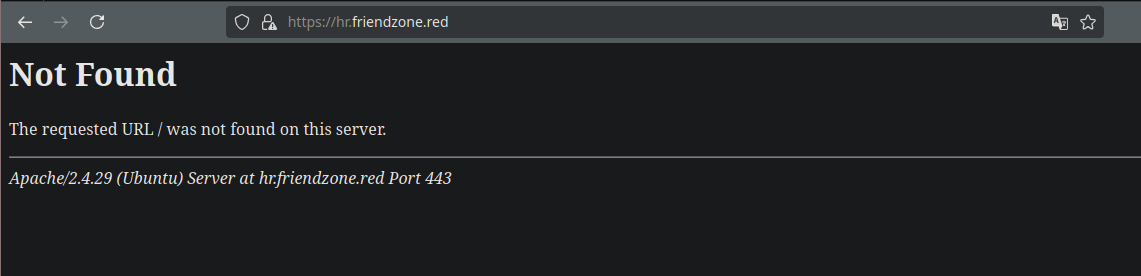 https://hr.friendzone.red
Not Found
The requested URL / was not found on this server.
Apache/2.4.29 (Ubuntu) Server at hr.friendzone.red Port 443